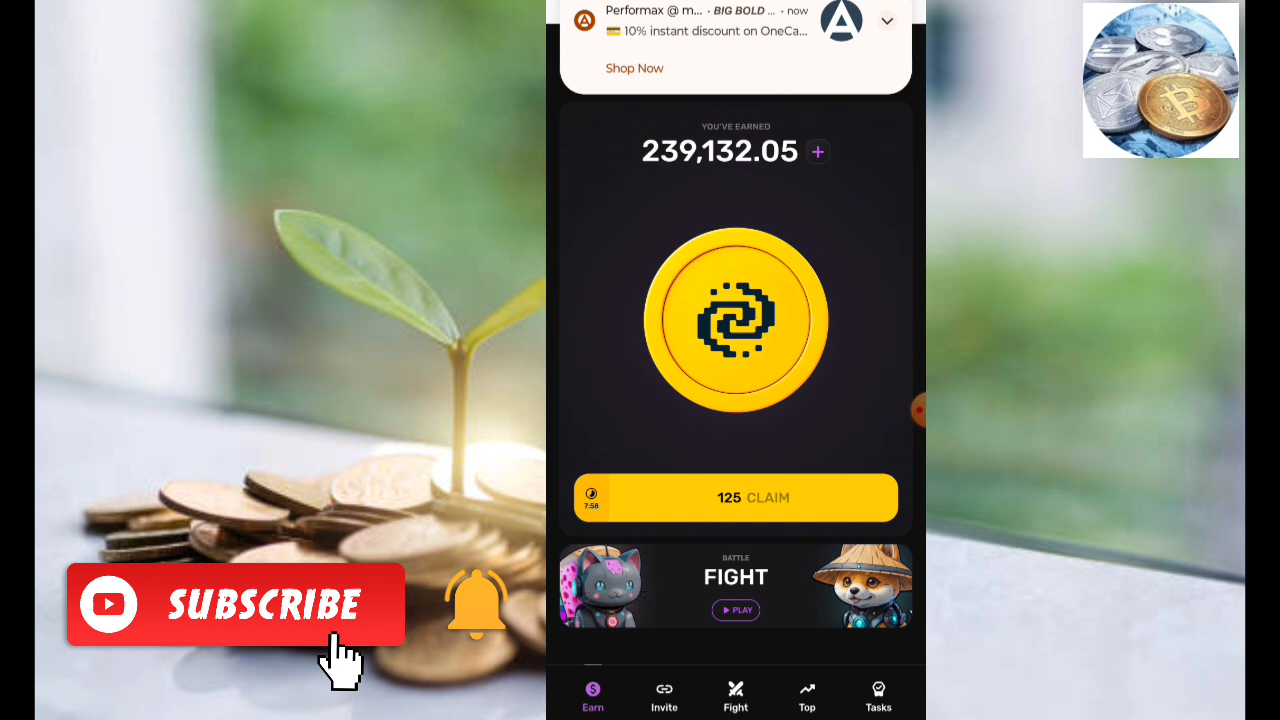 Performax @ m... · BIG BOLD ... · now
💳 10% instant discount on OneCa...
Shop Now
YOU'VE EARNED
239,132.05 +
7:58
125 CLAIM
BATTLE
FIGHT
PLAY
SUBSCRIBE
Earn
Invite
Fight
Top
Tasks